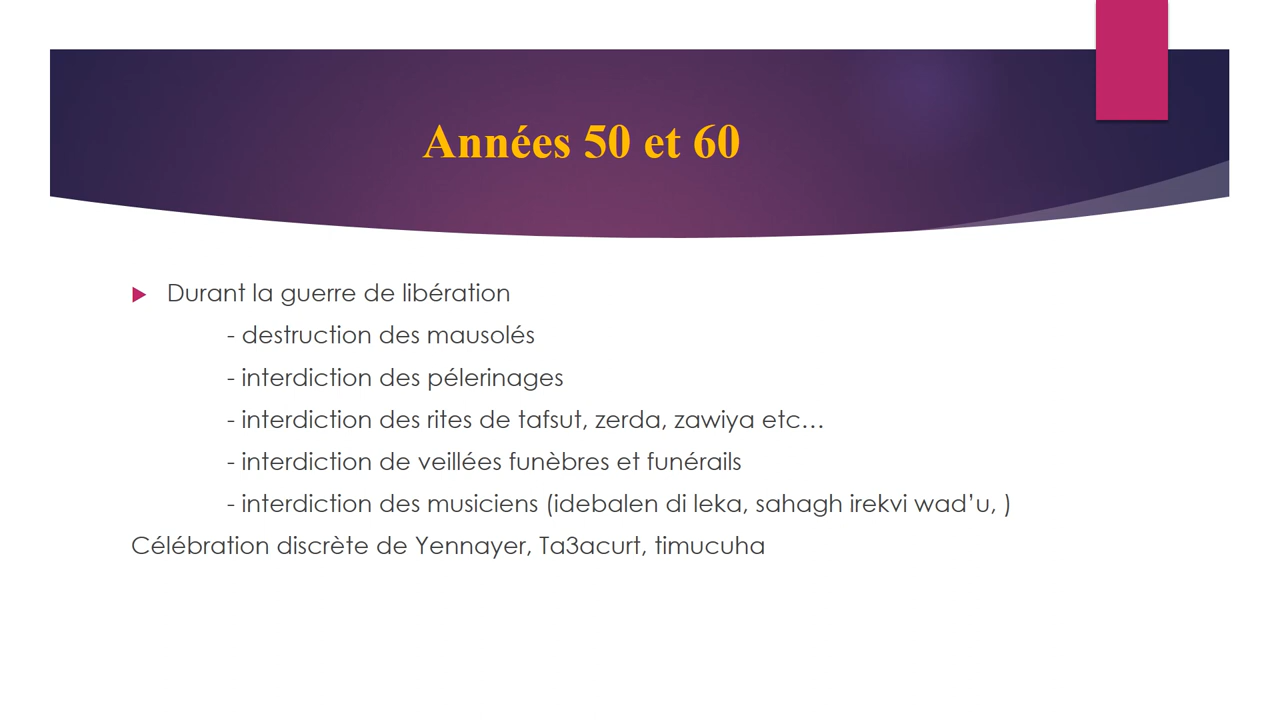 Années 50 et 60
Durant la guerre de libération
- destruction des mausolés
- interdiction des pélerinages
- interdiction des rites de tafsut, zerda, zawiya etc…
- interdiction de veillées funèbres et funérails
- interdiction des musiciens (idebalen di leka, sahagh irekvi wad’u, )
Célébration discrète de Yennayer, Ta3acurt, timucuha